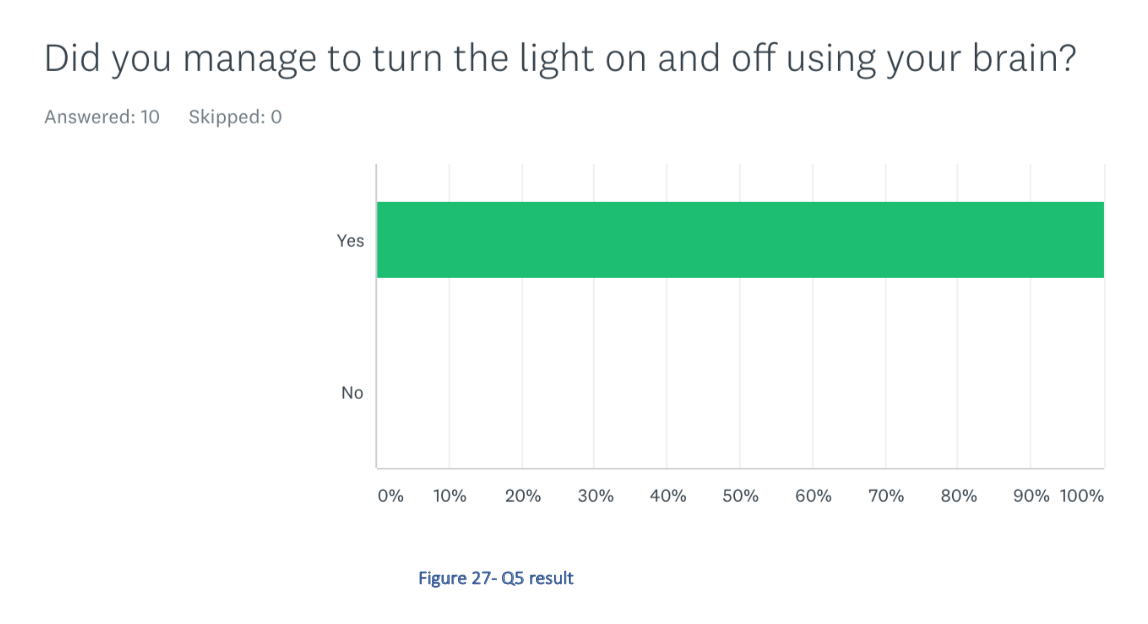 Did you manage to turn the light on and off using your brain?
Answered: 10 Skipped: 0
Yes
No
0% 10% 20% 30% 40% 50% 60% 70% 80% 90% 100%
Figure 27- Q5 result